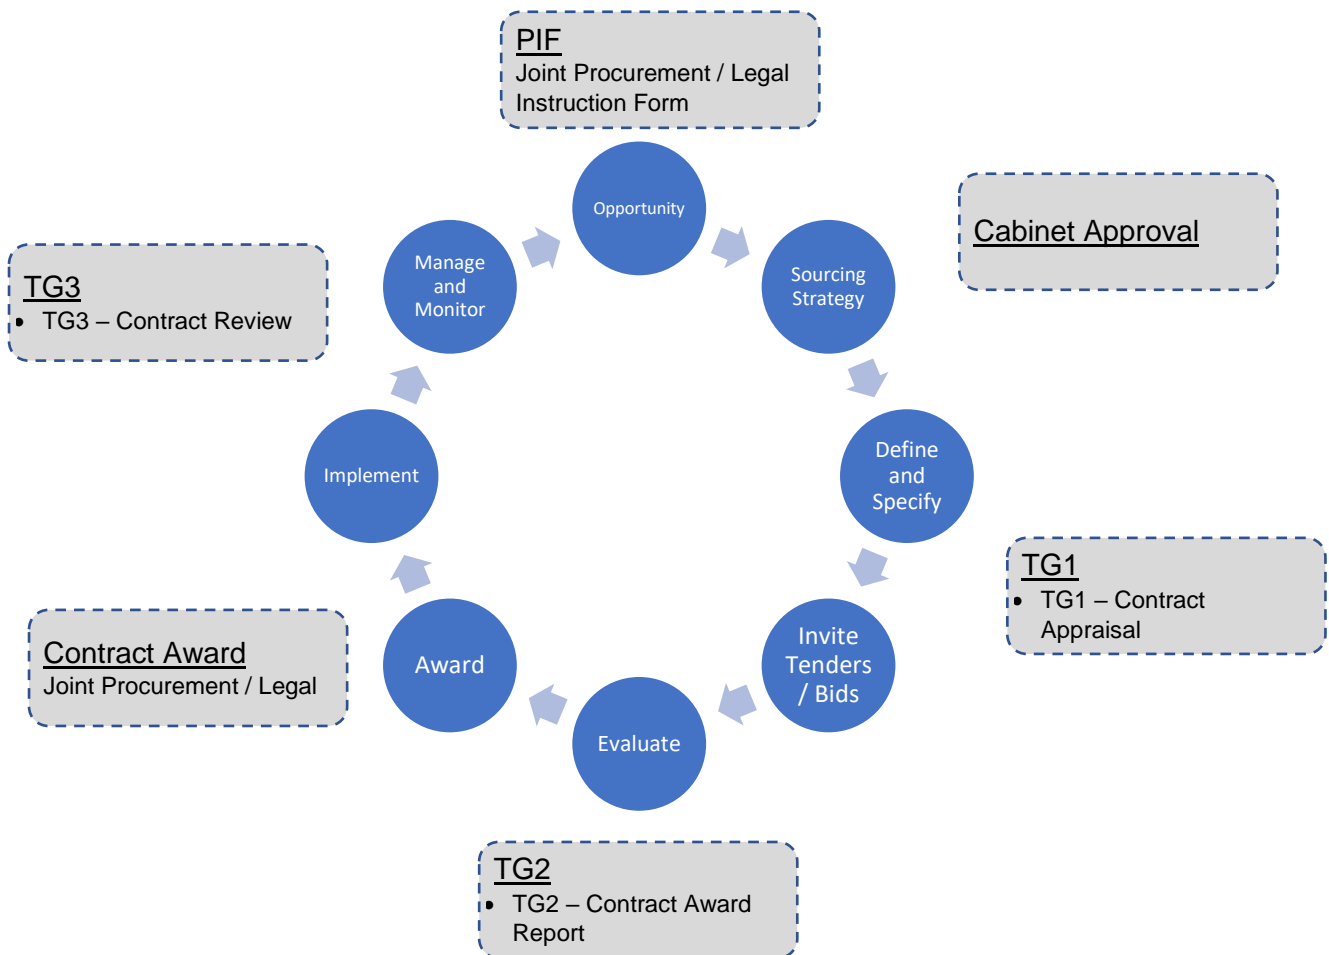 PIF
Joint Procurement / Legal
Instruction Form
Opportunity
Cabinet Approval
Sourcing
Strategy
Manage
and
Monitor
TG3
• TG3 – Contract Review
Implement
Define
and
Specify
TG1
• TG1 – Contract
Appraisal
Invite
Tenders
/ Bids
Award
Contract Award
Joint Procurement / Legal
Evaluate
TG2
• TG2 – Contract Award
Report